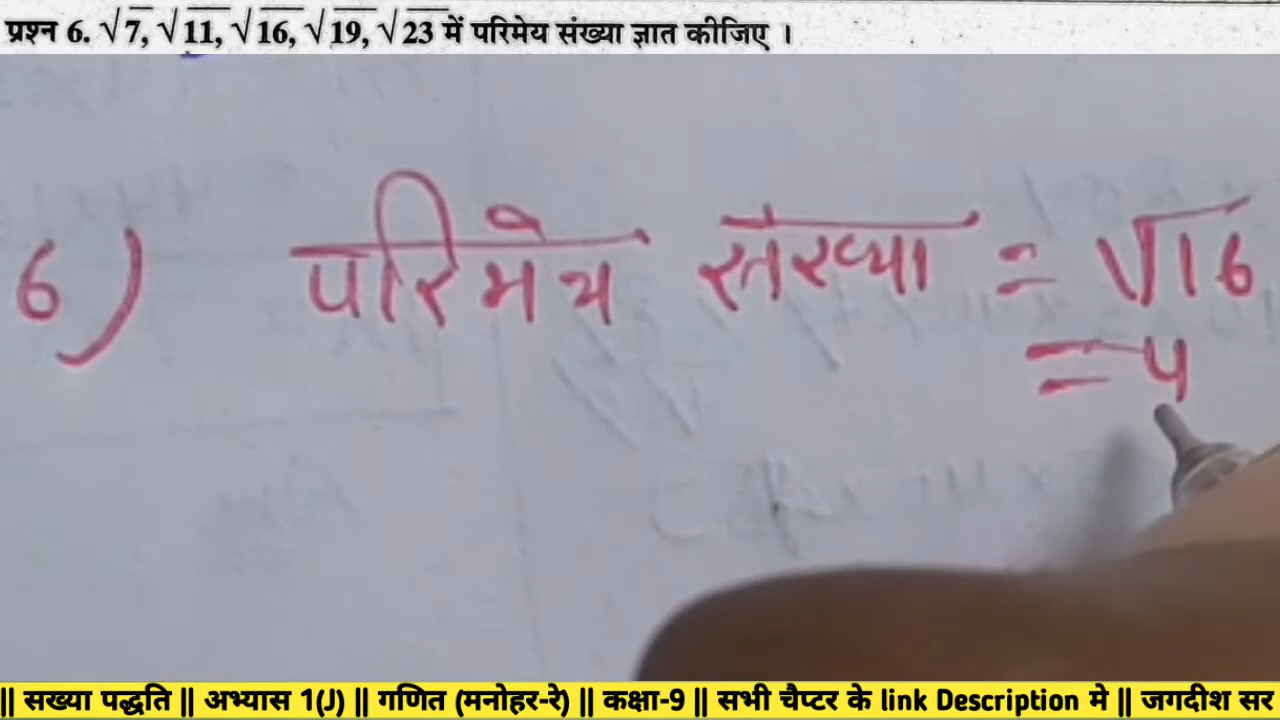 प्रश्न 6. √7, √11, √16, √19, √23 में परिमेय संख्या ज्ञात कीजिए ।
6) परिमेय संख्या = √16
= 4
|| सख्या पद्धति || अभ्यास 1(J) || गणित (मनोहर-रे) || कक्षा-9 || सभी चैप्टर के link Description मे || जगदीश सर